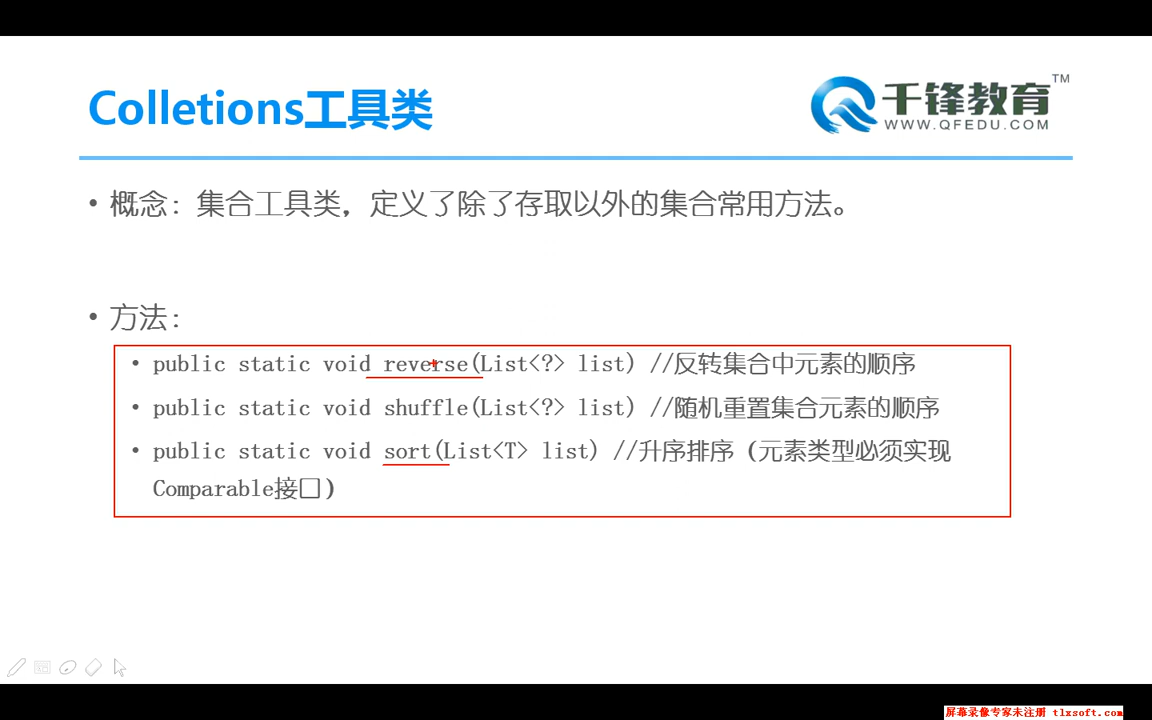 Colletions工具类
千锋教育
TM
WWW.QFEDU.COM
• 概念：集合工具类，定义了除了存取以外的集合常用方法。
• 方法：
• public static void reverse(List<?> list) //反转集合中元素的顺序
• public static void shuffle(List<?> list) //随机重置集合元素的顺序
• public static void sort(List<T> list) //升序排序（元素类型必须实现
Comparable接口）
屏幕录像专家未注册 tlxsoft.com